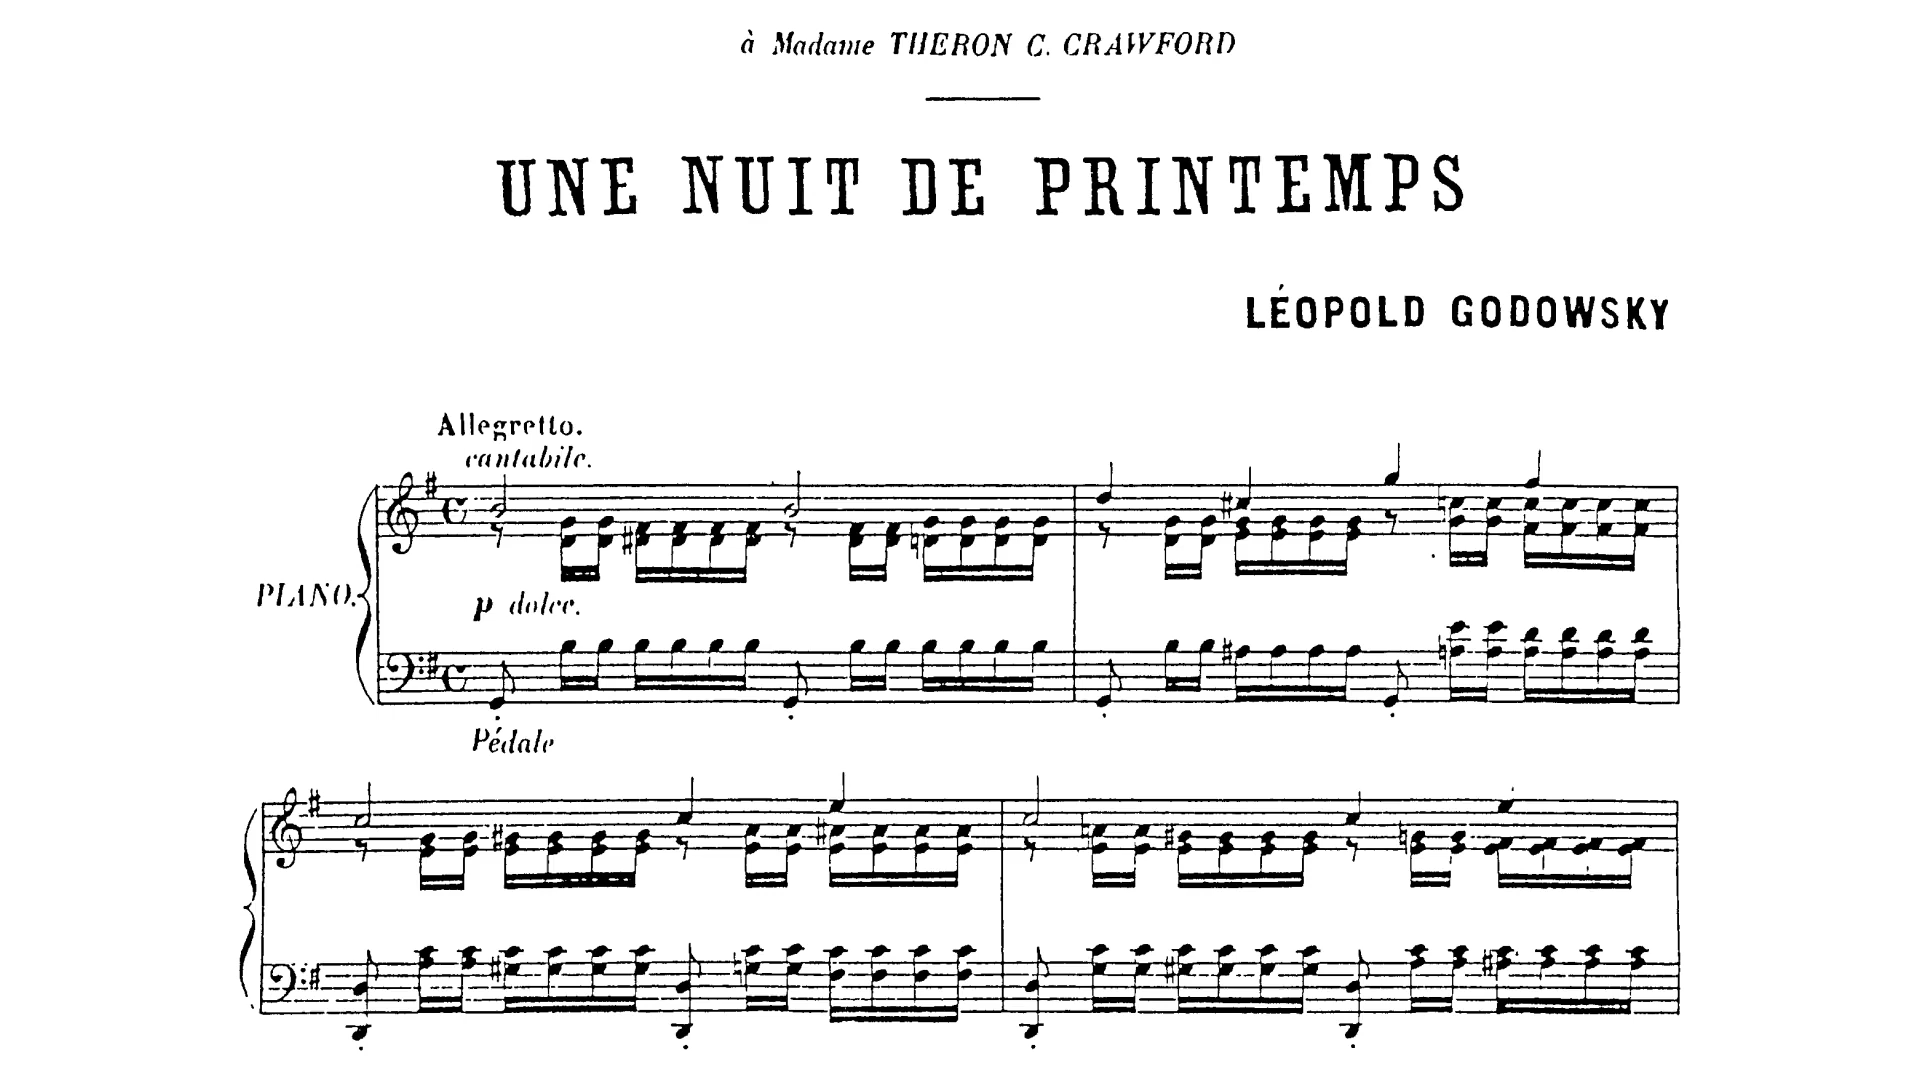 à Madame THERON C. CRAWFORD
UNE NUIT DE PRINTEMPS
LÉOPOLD GODOWSKY
Allegretto.
cantabile.
PIANO.
p dolce.
Pédale